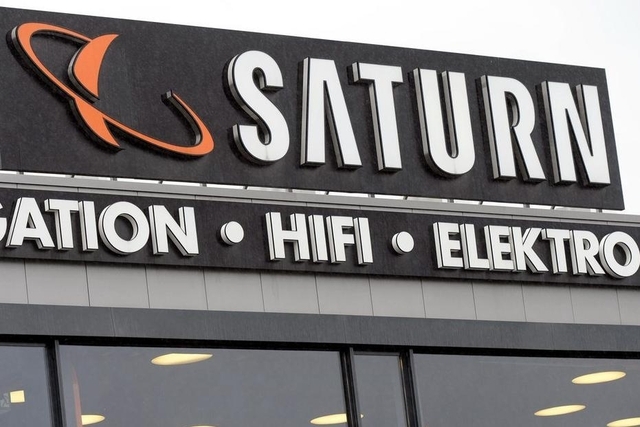 SATURN
GATION • HIFI • ELEKTRO